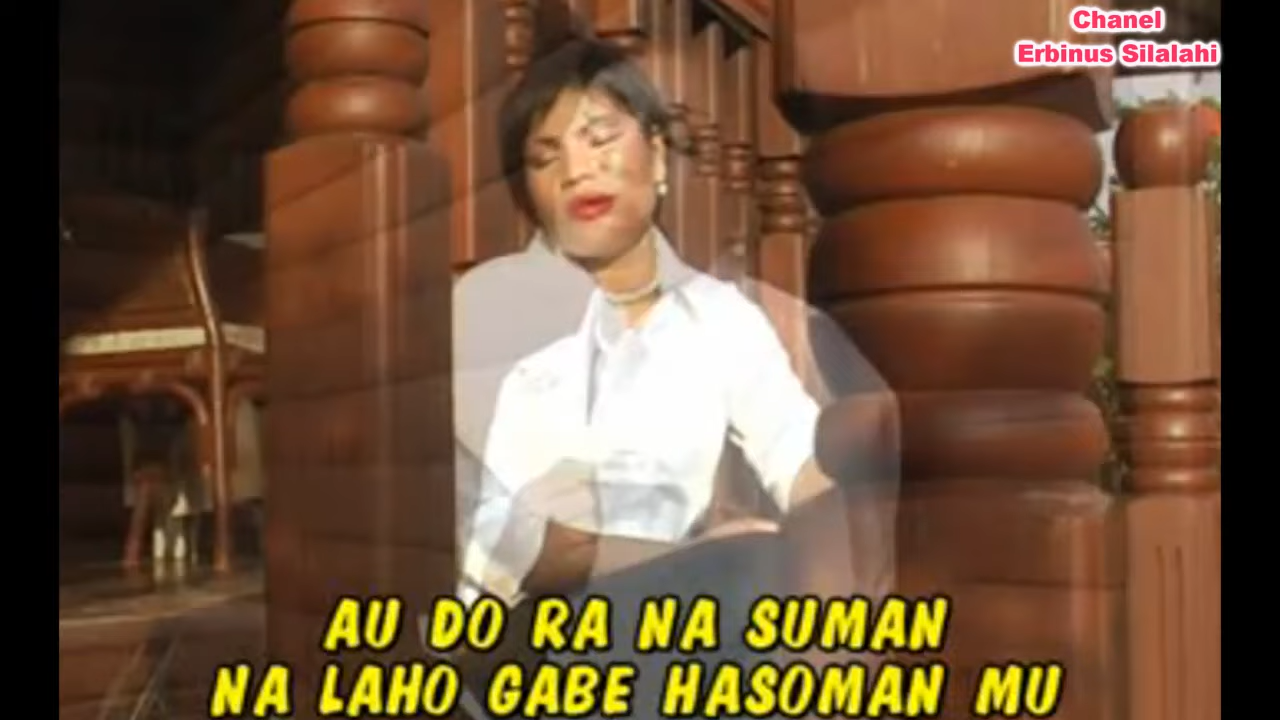 Chanel
Erbinus Silalahi
AU DO RA NA SUMAN
NA LAHO GABE HASOMAN MU